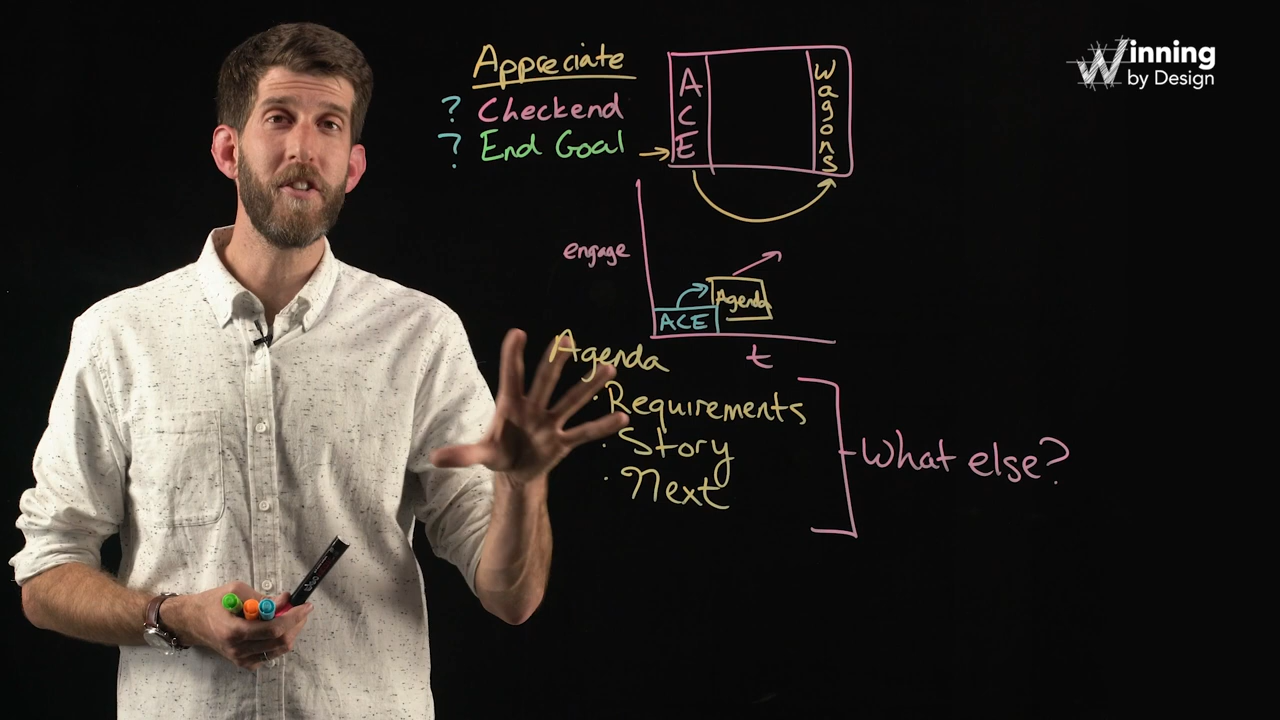 Appreciate
? Checkend
? End Goal
A
C
E
Wagons
Winning
by Design
engage
ACE
Agenda
t
Agenda
· Requirements
· Story
· Next
What else?